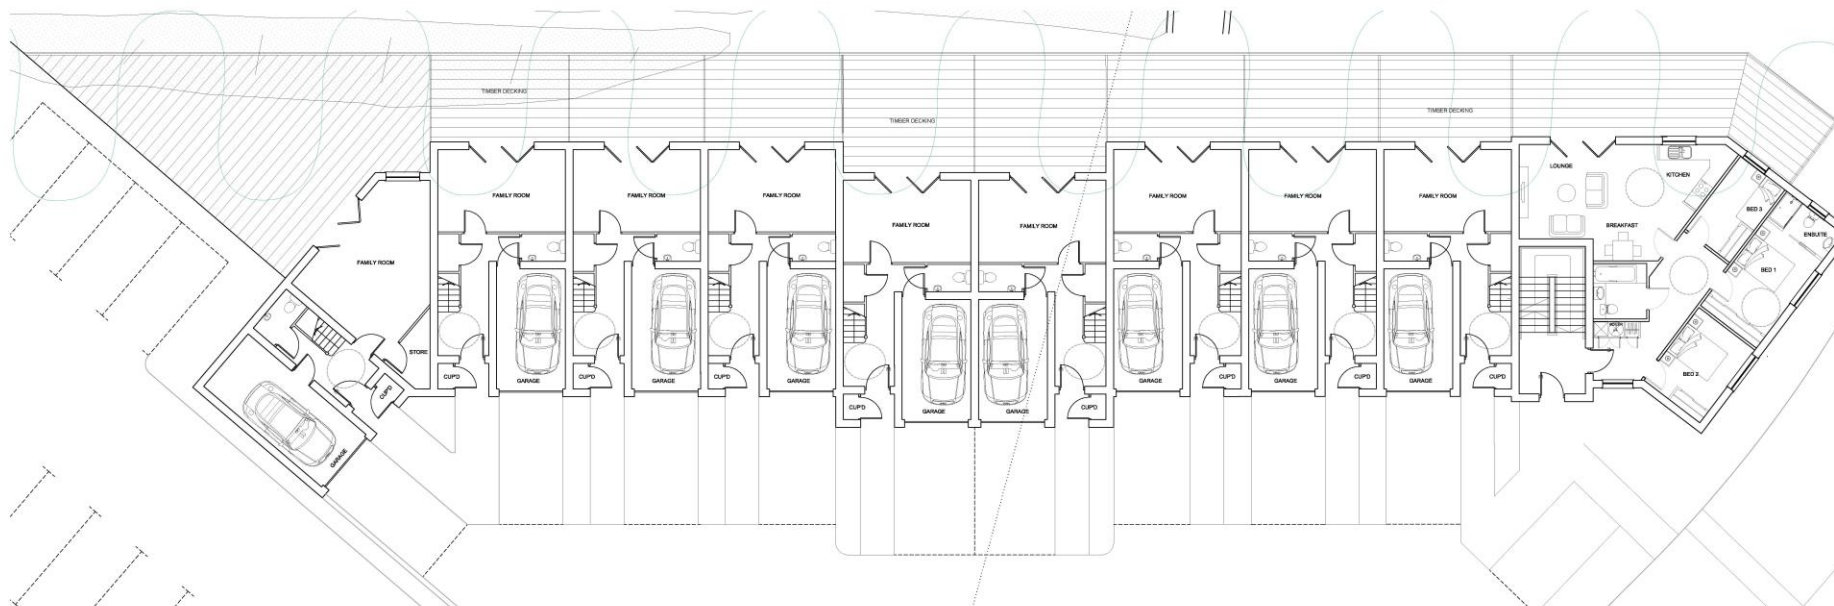 TIMBER DECKING
TIMBER DECKING
TIMBER DECKING
FAMILY ROOM
FAMILY ROOM
FAMILY ROOM
FAMILY ROOM
FAMILY ROOM
FAMILY ROOM
FAMILY ROOM
FAMILY ROOM
FAMILY ROOM
LOUNGE
KITCHEN
BREAKFAST
BED 3
ENSUITE
BED 1
BED 2
STORE
CUP'D
GARAGE
CUP'D
GARAGE
CUP'D
GARAGE
CUP'D
GARAGE
CUP'D
GARAGE
GARAGE
CUP'D
GARAGE
CUP'D
GARAGE
CUP'D
GARAGE
CUP'D